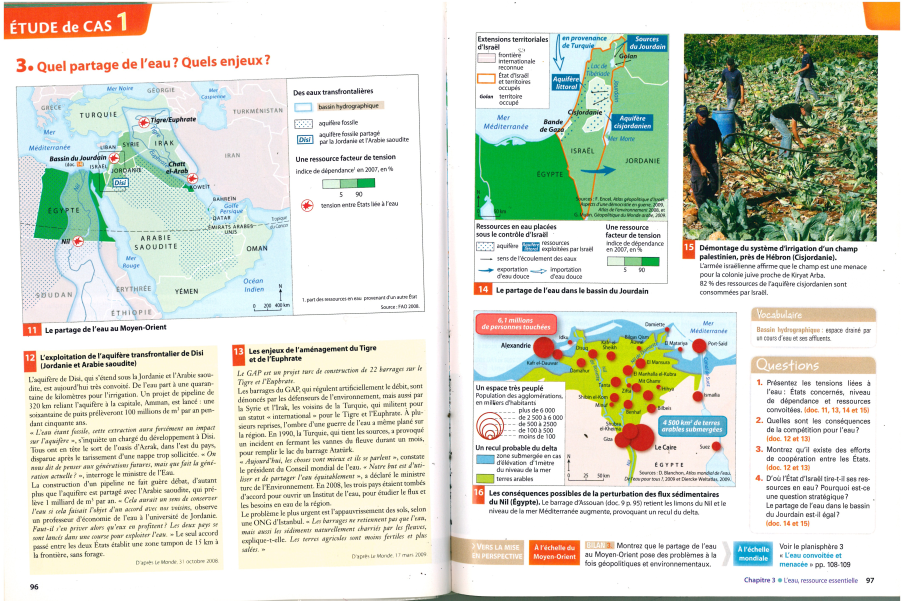 ÉTUDE de CAS 1
3• Quel partage de l'eau ? Quels enjeux ?
Mer Noire
GÉORGIE
Mer
Caspienne
GRÈCE
TURQUIE
TURKMÉNISTAN
Tigre/Euphrate
Mer
Méditerranée
LIBAN
SYRIE
IRAK
IRAN
Bassin du Jourdain
(doc. 14)
ISRAËL
JORDANIE
Chatt
el-Arab
Disi
KOWEÏT
BAHREÏN
Golfe
Persique
QATAR
ÉMIRATS ARABES
UNIS
Tropique
du Cancer
ÉGYPTE
Nil
ARABIE
SAOUDITE
OMAN
Mer
Rouge
SOUDAN
ÉRYTHRÉE
YÉMEN
Océan
Indien
ÉTHIOPIE
N
0 200 400 km
Des eaux transfrontalières
bassin hydrographique
aquifère fossile
Disi
aquifère fossile partagé
par la Jordanie et l'Arabie saoudite
Une ressource facteur de tension
indice de dépendance¹ en 2007, en %
5 90
tension entre États liée à l'eau
1. part des ressources en eau provenant d'un autre État
Source : FAO 2008.
11 Le partage de l'eau au Moyen-Orient
12 L'exploitation de l'aquifère transfrontalier de Disi
(Jordanie et Arabie saoudite)
L'aquifère de Disi, qui s'étend sous la Jordanie et l'Arabie saou-
dite, est aujourd'hui très convoité. De l'eau part à une quaran-
taine de kilomètres pour l'irrigation. Un projet de pipeline de
320 km reliant l'aquifère à la capitale, Amman, est lancé : une
soixantaine de puits prélèveront 100 millions de m³ par an pen-
dant cinquante ans.
« L'eau étant fossile, cette extraction aura forcément un impact
sur l'aquifère », s'inquiète un chargé du développement à Disi.
Tous ont en tête le sort de l'oasis d'Azrak, dans l'est du pays,
disparue après le tarissement d'une nappe trop sollicitée. « On
nous dit de penser aux générations futures, mais que fait la géné-
ration actuelle ? », interroge le ministre de l'Eau.
La construction d'un pipeline ne fait guère débat, d'autant
plus que l'aquifère est partagé avec l'Arabie saoudite, qui pré-
lève 1 milliard de m³ par an. « Cela aurait un sens de conserver
l'eau si cela faisait l'objet d'un accord avec nos voisins, observe
un professeur d'économie de l'eau à l'université de Jordanie.
Faut-il s'en priver alors qu'eux en profitent ? Les deux pays se
sont lancés dans une course pour exploiter l'eau. » Le seul accord
passé entre les deux États établit une zone tampon de 15 km à
la frontière, sans forage.
D'après Le Monde, 31 octobre 2008.
13 Les enjeux de l'aménagement du Tigre
et de l'Euphrate
Le GAP est un projet turc de construction de 22 barrages sur le
Tigre et l'Euphrate.
Les barrages du GAP, qui régulent artificiellement le débit, sont
dénoncés par les défenseurs de l'environnement, mais aussi par
la Syrie et l'Irak, les voisins de la Turquie, qui militent pour
un statut « international » pour le Tigre et l'Euphrate. À plu-
sieurs reprises, l'ombre d'une guerre de l'eau a même plané sur
la région. En 1990, la Turquie, qui tient les sources, a provoqué
un incident en fermant les vannes du fleuve durant un mois,
pour remplir le lac du barrage Atatürk.
« Aujourd'hui, les choses vont mieux et ils se parlent », constate
le président du Conseil mondial de l'eau. « Notre but est d'uti-
liser et de partager l'eau équitablement », a déclaré le ministre
turc de l'Environnement. En 2008, les trois pays étaient tombés
d'accord pour ouvrir un Institut de l'eau, pour étudier le flux et
les besoins en eau de la région.
Le problème le plus urgent est l'appauvrissement des sols, selon
une ONG d'Istanbul. « Les barrages ne retiennent pas que l'eau,
mais aussi les sédiments naturellement charriés par les fleuves,
explique-t-elle. Les terres agricoles sont moins fertiles et plus
salées. »
D'après Le Monde, 17 mars 2009.
96
Extensions territoriales
d'Israël
frontière
internationale
reconnue
État d'Israël
et territoires
occupés
Golan territoire
occupé
en provenance
de Turquie
Sources
du Jourdain
Golan
Lac de
Tibériade
Aquifère
littoral
Cisjordanie
Aquifère
cisjordanien
Mer
Méditerranée
Bande
de Gaza
Mer Morte
ISRAËL
JORDANIE
ÉGYPTE
Ressources en eau placées
sous le contrôle d'Israël
aquifère
ressources
exploitées par Israël
sens de l'écoulement des eaux
exportation
d'eau douce
importation
d'eau douce
Une ressource
facteur de tension
indice de dépendance
en 2007, en %
5 90
14 Le partage de l'eau dans le bassin du Jourdain
15 Démontage du système d'irrigation d'un champ
palestinien, près de Hébron (Cisjordanie).
L'armée israélienne affirme que le champ est une menace
pour la colonie juive proche de Kiryat Arba.
82 % des ressources de l'aquifère cisjordanien sont
consommées par Israël.
6,1 millions
de personnes touchées
Alexandrie
Idku
Damiette
Mer
Méditerranée
Port-Saïd
El Matariya
Kafr el-Dawwar
Damanhur
El Mansura
El Mahalla el-Kubra
Mit Ghamr
Tanta
Zifta
Shibin el-Kom
Benha
Bilbeis
Ismaïlia
Giza
Le Caire
Suez
4 500 km² de terres
arables submergées
ÉGYPTE
Un espace très peuplé
Population des agglomérations,
en milliers d'habitants
plus de 6 000
de 2 500 à 6 000
de 500 à 2500
de 100 à 500
moins de 100
Un recul probable du delta
zone submergée en cas
d'élévation d'1mètre
du niveau de la mer
terres arables
0 25 50 km
Sources : D. Blanchon, Atlas mondial de l'eau,
De l'eau pour tous ?, 2009 et Diercke Weltatlas, 2009.
16 Les conséquences possibles de la perturbation des flux sédimentaires
du Nil (Égypte). Le barrage d'Assouan (doc. 9 p. 95) retient les limons du Nil et le
niveau de la mer Méditerranée augmente, provoquant un recul du delta.
Vocabulaire
Bassin hydrographique : espace drainé par
un cours d'eau et ses affluents.
Questions
1. Présentez les tensions liées à
l'eau : États concernés, niveau
de dépendance et ressources
convoitées. (doc. 11, 13, 14 et 15)
2. Quelles sont les conséquences
de la compétition pour l'eau ?
(doc. 12 et 13)
3. Montrez qu'il existe des efforts
de coopération entre les États.
(doc. 12 et 13)
4. D'où l'État d'Israël tire-t-il ses res-
sources en eau ? Pourquoi est-ce
une question stratégique ?
Le partage de l'eau dans le bassin
du Jourdain est-il égal ?
(doc. 14 et 15)
VERS LA MISE
EN PERSPECTIVE
À l'échelle du
Moyen-Orient
BILAN 3. Montrez que le partage de l'eau
au Moyen-Orient pose des problèmes à la
fois géopolitiques et environnementaux.
À l'échelle
mondiale
Voir le planisphère 3
« L'eau convoitée et
menacée » pp. 108-109
Chapitre 3 • L'eau, ressource essentielle 97